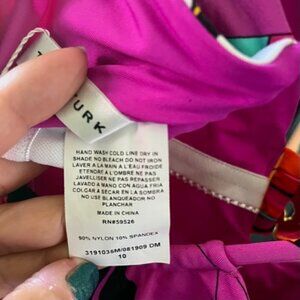 TURK
HAND WASH COLD LINE DRY IN
SHADE NO BLEACH DO NOT IRON
LAVER A LA MAIN A L'EAU FROIDE
ETENDRE A L'OMBRE NE PAS
JAVELLISER NE PAS REPASSER
LAVADO A MANO CON AGUA FRIA
COLGAR A SECAR EN LA SOMBRA
NO USE BLANQUEADOR NO
PLANCHAR
MADE IN CHINA
RN#59526
90% NYLON 10% SPANDEX
3191036M/081909 DM
10